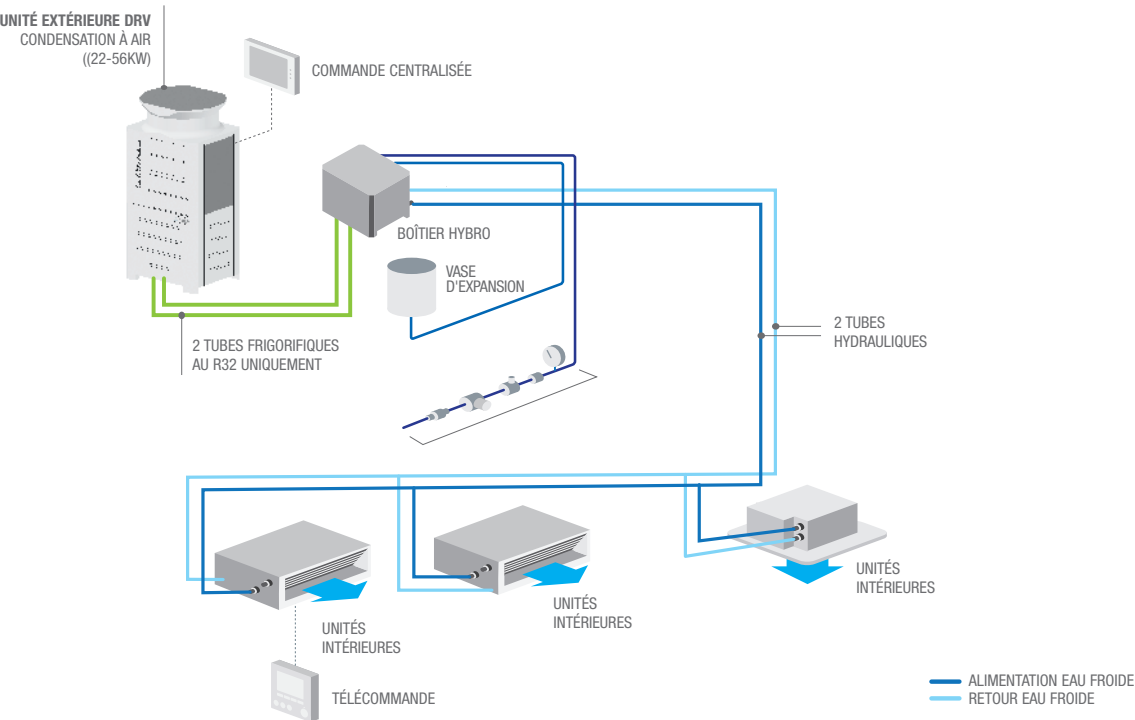 UNITÉ EXTÉRIEURE DRV
CONDENSATION À AIR
((22-56KW)
COMMANDE CENTRALISÉE
BOÎTIER HYBRO
VASE
D'EXPANSION
2 TUBES FRIGORIFIQUES
AU R32 UNIQUEMENT
2 TUBES
HYDRAULIQUES
UNITÉS
INTÉRIEURES
UNITÉS
INTÉRIEURES
UNITÉS
INTÉRIEURES
TÉLÉCOMMANDE
ALIMENTATION EAU FROIDE
RETOUR EAU FROIDE